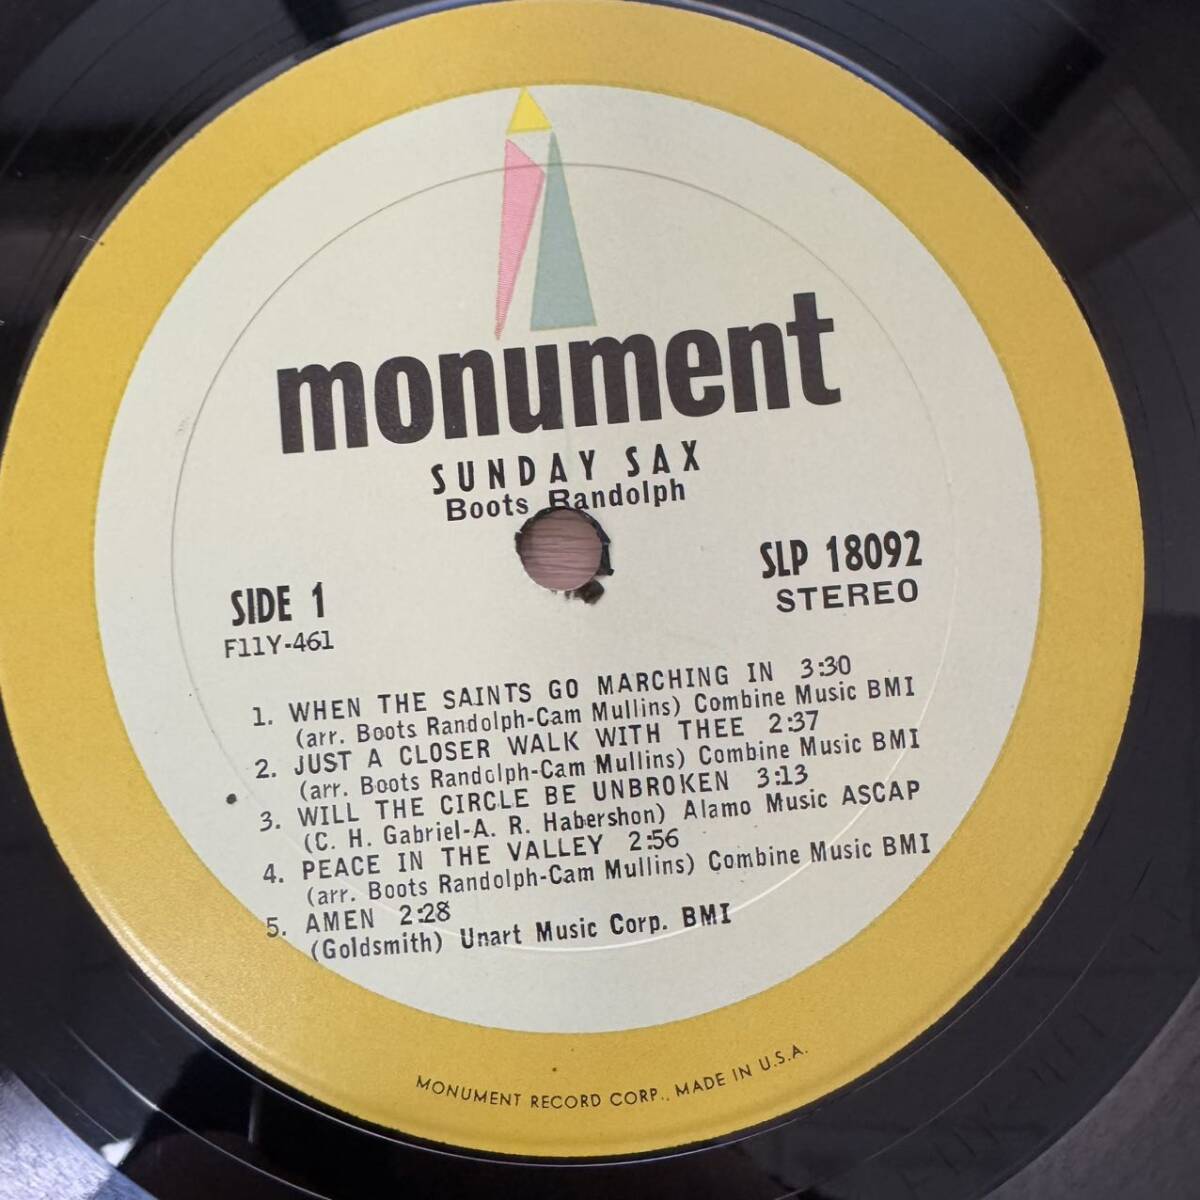 monument
SUNDAY SAX
Boots Randolph
SLP 18092
STEREO
SIDE 1
F11Y-461
1. WHEN THE SAINTS GO MARCHING IN 3:30
(arr. Boots Randolph-Cam Mullins) Combine Music BMI
2. JUST A CLOSER WALK WITH THEE 2:37
(arr. Boots Randolph-Cam Mullins) Combine Music BMI
3. WILL THE CIRCLE BE UNBROKEN 3:13
(C. H. Gabriel-A. R. Habershon) Alamo Music ASCAP
4. PEACE IN THE VALLEY 2:56
(arr. Boots Randolph-Cam Mullins) Combine Music BMI
5. AMEN 2:28
(Goldsmith) Unart Music Corp. BMI
MONUMENT RECORD CORP., MADE IN U.S.A.